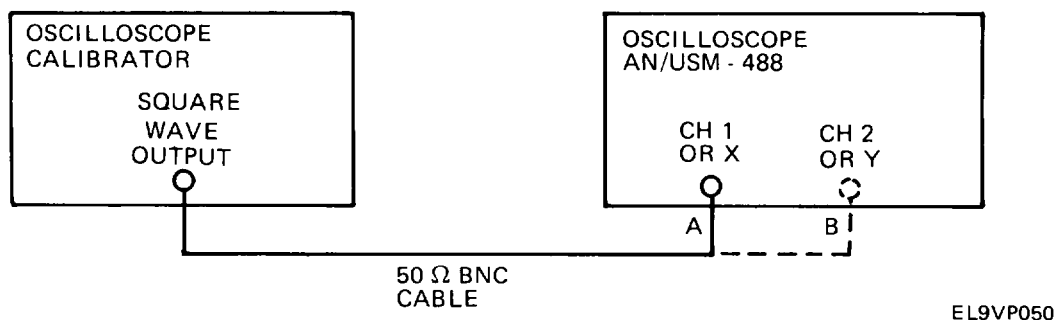 OSCILLOSCOPE
CALIBRATOR
SQUARE
WAVE
OUTPUT
OSCILLOSCOPE
AN/USM - 488
CH 1
OR X
CH 2
OR Y
A
B
50 Ω BNC
CABLE
EL9VP050